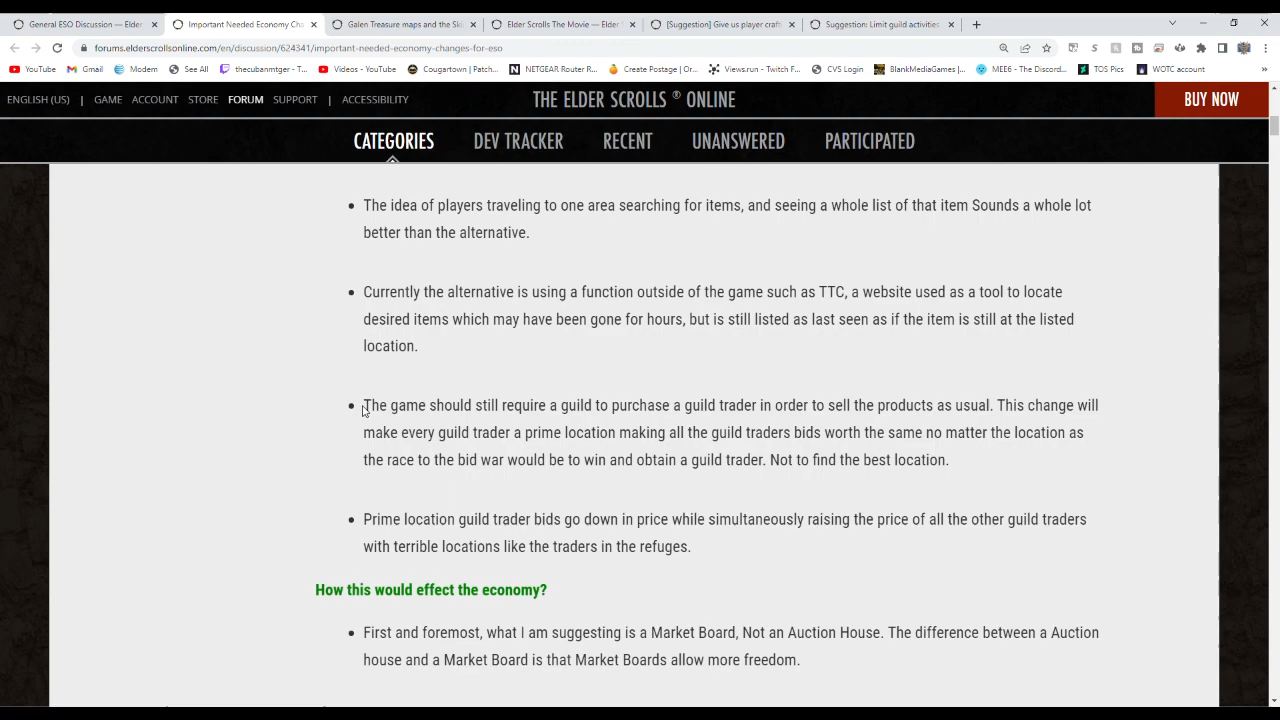 General ESO Discussion — Elder
Important Needed Economy Cha
Galen Treasure maps and the Ski
Elder Scrolls The Movie — Elder
[Suggestion] Give us player craft
Suggestion: Limit guild activities
forums.elderscrollsonline.com/en/discussion/624341/important-needed-economy-changes-for-eso
YouTube
Gmail
Modem
See All
thecubanmtger - T...
Videos - YouTube
Cougartown | Patch...
NETGEAR Router R...
Create Postage | Or...
Views.run - Twitch F...
CVS Login
BlankMediaGames |...
MEE6 - The Discord...
TOS Pics
WOTC account
ENGLISH (US) | GAME ACCOUNT STORE FORUM SUPPORT | ACCESSIBILITY
THE ELDER SCROLLS ® ONLINE
BUY NOW
CATEGORIES DEV TRACKER RECENT UNANSWERED PARTICIPATED
• The idea of players traveling to one area searching for items, and seeing a whole list of that item Sounds a whole lot
better than the alternative.
• Currently the alternative is using a function outside of the game such as TTC, a website used as a tool to locate
desired items which may have been gone for hours, but is still listed as last seen as if the item is still at the listed
location.
• The game should still require a guild to purchase a guild trader in order to sell the products as usual. This change will
make every guild trader a prime location making all the guild traders bids worth the same no matter the location as
the race to the bid war would be to win and obtain a guild trader. Not to find the best location.
• Prime location guild trader bids go down in price while simultaneously raising the price of all the other guild traders
with terrible locations like the traders in the refuges.
How this would effect the economy?
• First and foremost, what I am suggesting is a Market Board, Not an Auction House. The difference between a Auction
house and a Market Board is that Market Boards allow more freedom.